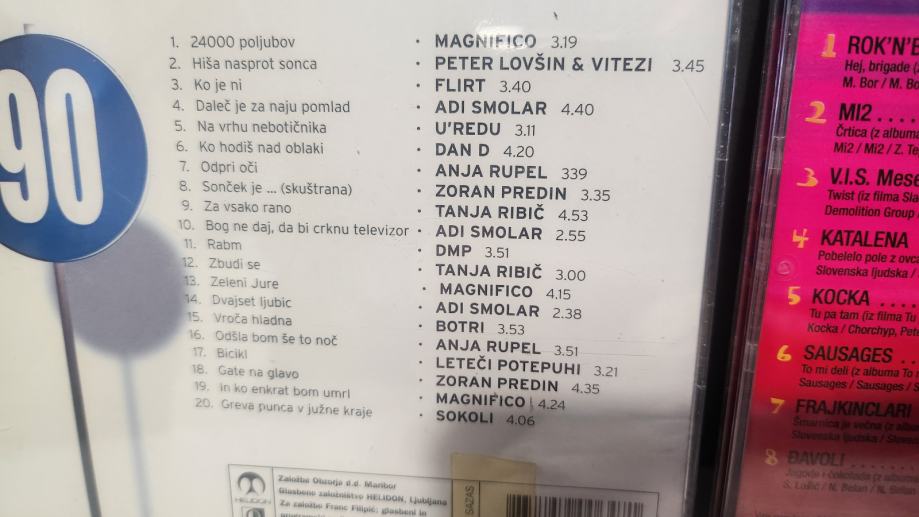 90
1. 24000 poljubov · MAGNIFICO 3.19
2. Hiša nasprot sonca · PETER LOVŠIN & VITEZI 3.45
3. Ko je ni · FLIRT 3.40
4. Daleč je za naju pomlad · ADI SMOLAR 4.40
5. Na vrhu nebotičnika · U'REDU 3.11
6. Ko hodiš nad oblaki · DAN D 4.20
7. Odpri oči · ANJA RUPEL 339
8. Sonček je ... (skuštrana) · ZORAN PREDIN 3.35
9. Za vsako rano · TANJA RIBIČ 4.53
10. Bog ne daj, da bi crknu televizor · ADI SMOLAR 2.55
11. Rabm · DMP 3.51
12. Zbudi se · TANJA RIBIČ 3.00
13. Zeleni Jure · MAGNIFICO 4.15
14. Dvajset ljubic · ADI SMOLAR 2.38
15. Vroča hladna · BOTRI 3.53
16. Odšla bom še to noč · ANJA RUPEL 3.51
17. Bicikl · LETEČI POTEPUHI 3.21
18. Gate na glavo · ZORAN PREDIN 4.35
19. In ko enkrat bom umrl · MAGNIFICO 4.24
20. Greva punca v južne kraje · SOKOLI 4.06
HELIDON
Založba Obzorja d.d. Maribor
Glasbeno založništvo HELIDON, Ljubljana
Za založbo Franc Filipič; glasbeni in
SAZAS
1 ROK'N'
Hej, brigade
M. Bor / M. Bo
2 MI2 ....
Črtica (z albuma
Mi2 / Mi2 / Z. Te
3 V.I.S. Mese
Twist (iz filma Sla
Demolition Group
4 KATALENA
Pobelelo pole z ovca
Slovenska ljudska /
5 KOCKA ....
Tu pa tam (iz filma Tu
Kocka / Chorchyp, Pet
6 SAUSAGES ..
To mi deli (z albuma To
Sausages / Sausages / S
7 FRAJKINCLARI
Šmarnica je večna (z albu
Slovenska ljudska / Slovens
8 ĐAVOLI ....
Jagode i čokolada (z albu
S. Lušić / N. Belan / N.